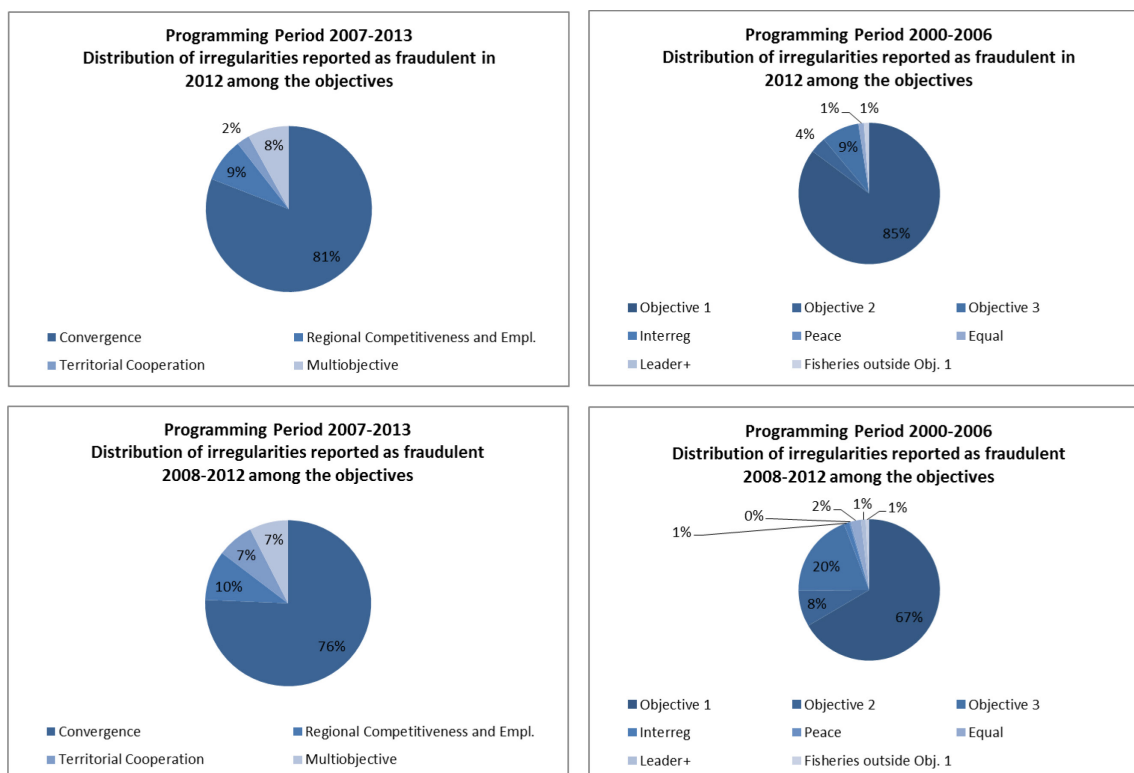 Programming Period 2007-2013
Distribution of irregularities reported as fraudulent in
2012 among the objectives
2%
8%
9%
81%
Convergence
Regional Competitiveness and Empl.
Territorial Cooperation
Multiobjective
Programming Period 2000-2006
Distribution of irregularities reported as fraudulent in
2012 among the objectives
1%
1%
4%
9%
85%
Objective 1
Objective 2
Objective 3
Interreg
Peace
Equal
Leader+
Fisheries outside Obj. 1
Programming Period 2007-2013
Distribution of irregularities reported as fraudulent
2008-2012 among the objectives
7%
7%
10%
76%
Convergence
Regional Competitiveness and Empl.
Territorial Cooperation
Multiobjective
Programming Period 2000-2006
Distribution of irregularities reported as fraudulent
2008-2012 among the objectives
2%
1%
1%
0%
1%
20%
8%
67%
Objective 1
Objective 2
Objective 3
Interreg
Peace
Equal
Leader+
Fisheries outside Obj. 1